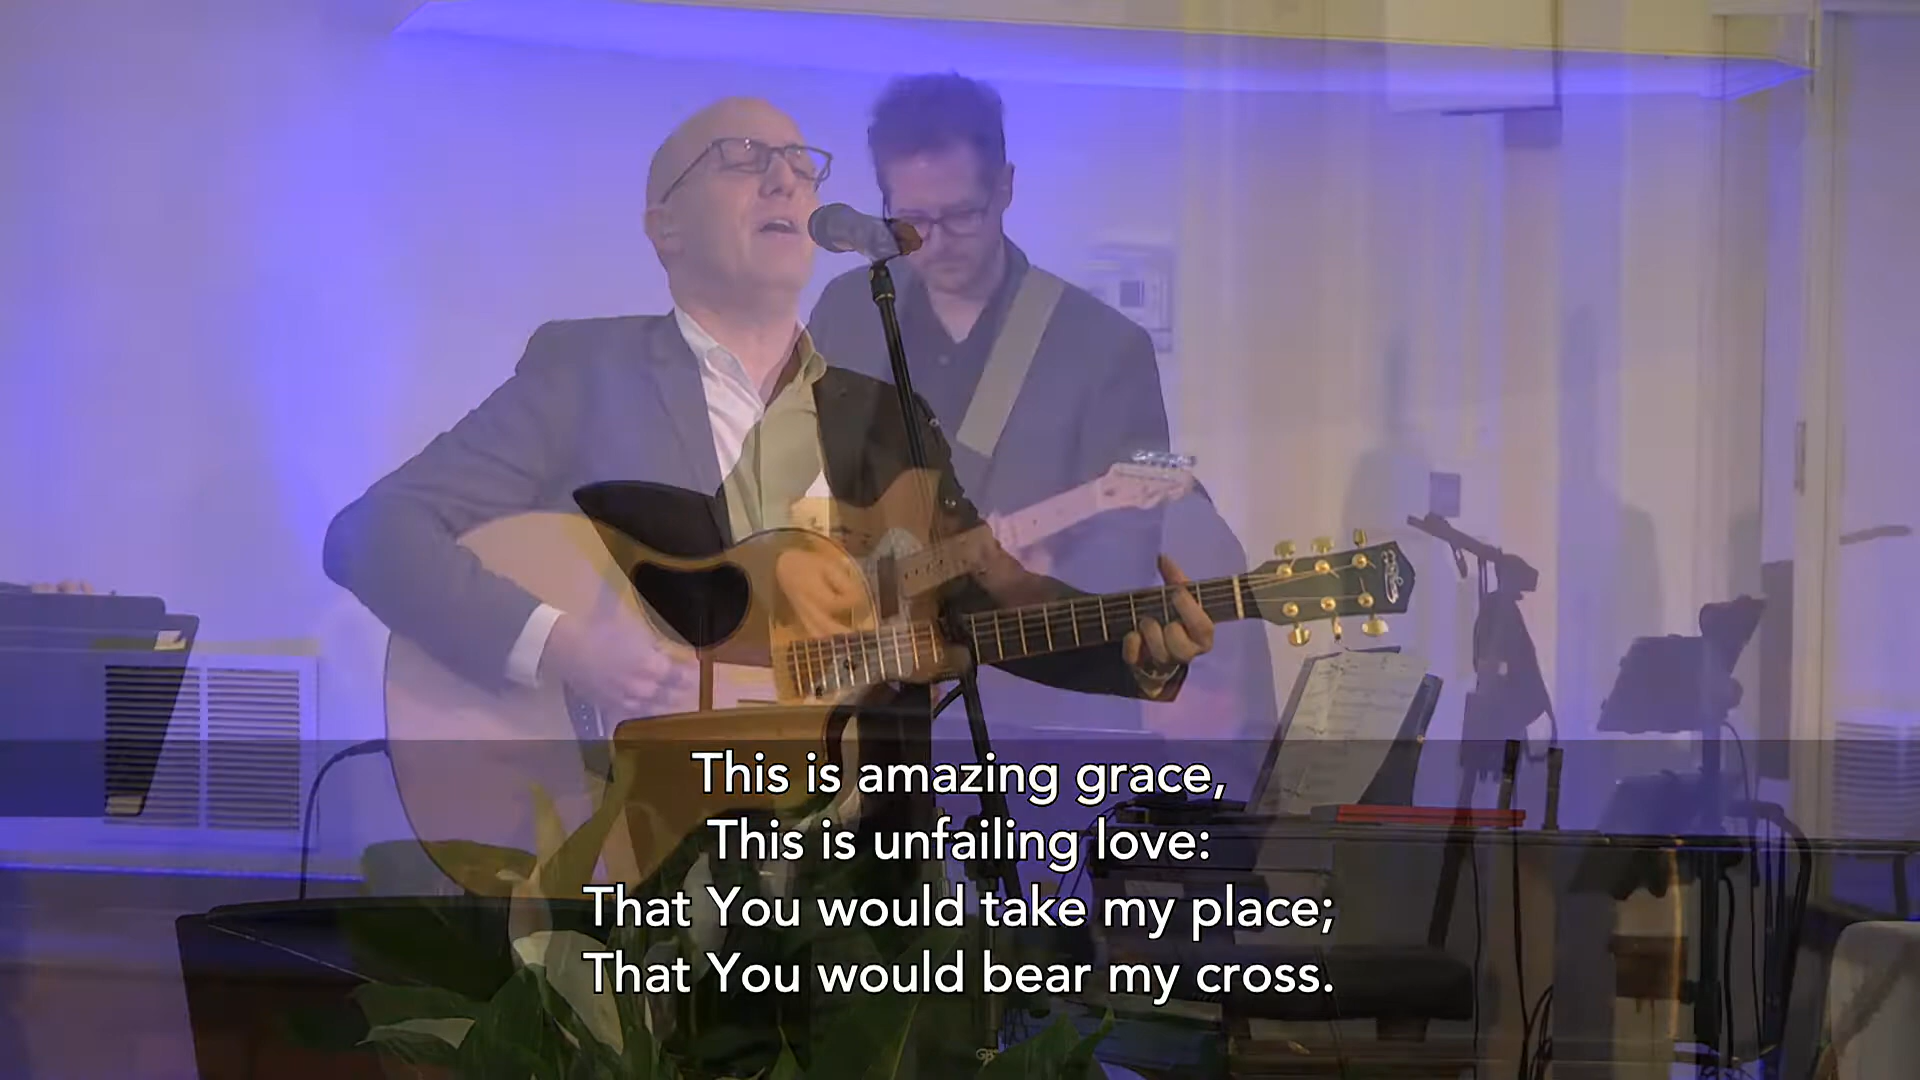 This is amazing grace,
This is unfailing love:
That You would take my place;
That You would bear my cross.